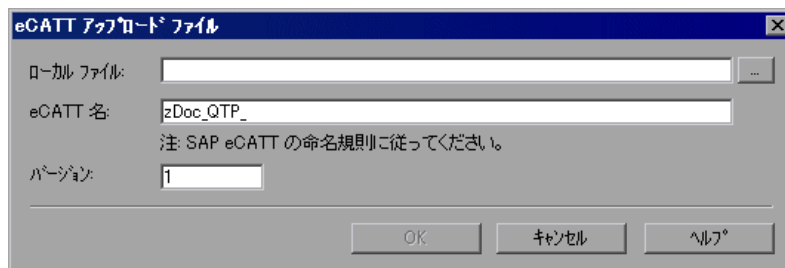 eCATT ｱｯﾌﾟﾛｰﾄﾞ ﾌｧｲﾙ
ﾛｰｶﾙ ﾌｧｲﾙ:
...
eCATT 名:
zDoc_QTP_
注: SAP eCATT の命名規則に従ってください。
ﾊﾞｰｼﾞｮﾝ:
1
OK
ｷｬﾝｾﾙ
ﾍﾙﾌﾟ